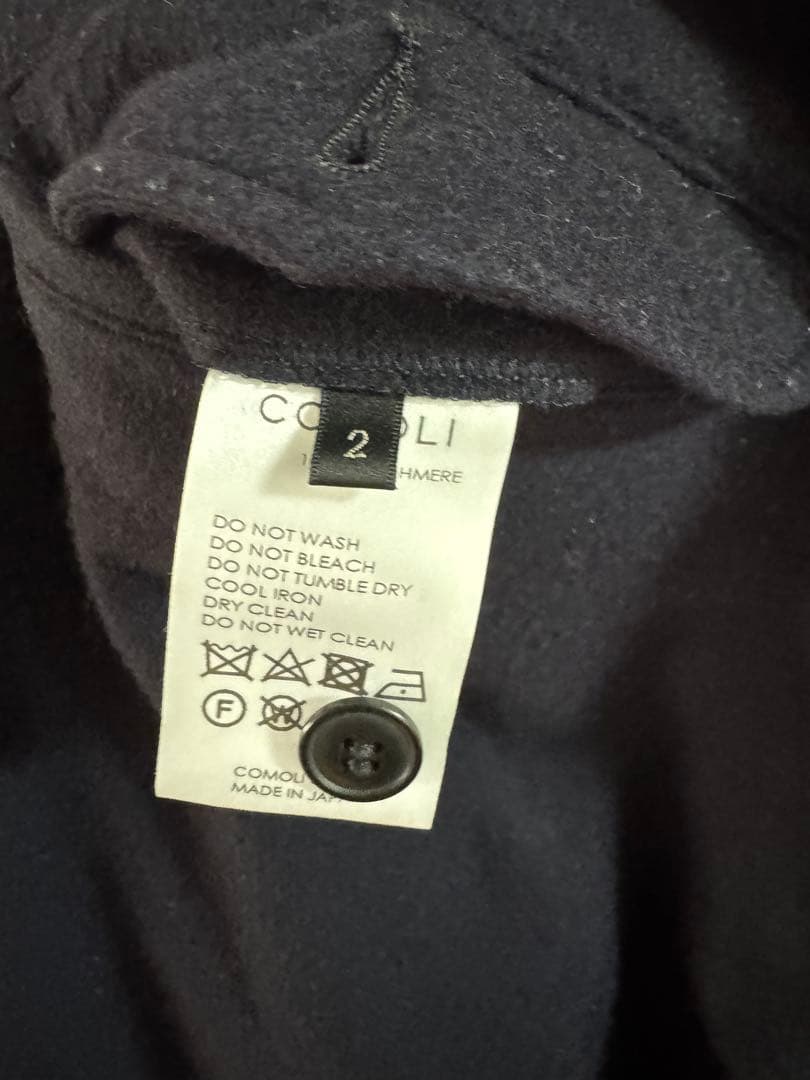 2
DO NOT WASH
DO NOT BLEACH
DO NOT TUMBLE DRY
COOL IRON
DRY CLEAN
DO NOT WET CLEAN
F
W
COMOLI
MADE IN